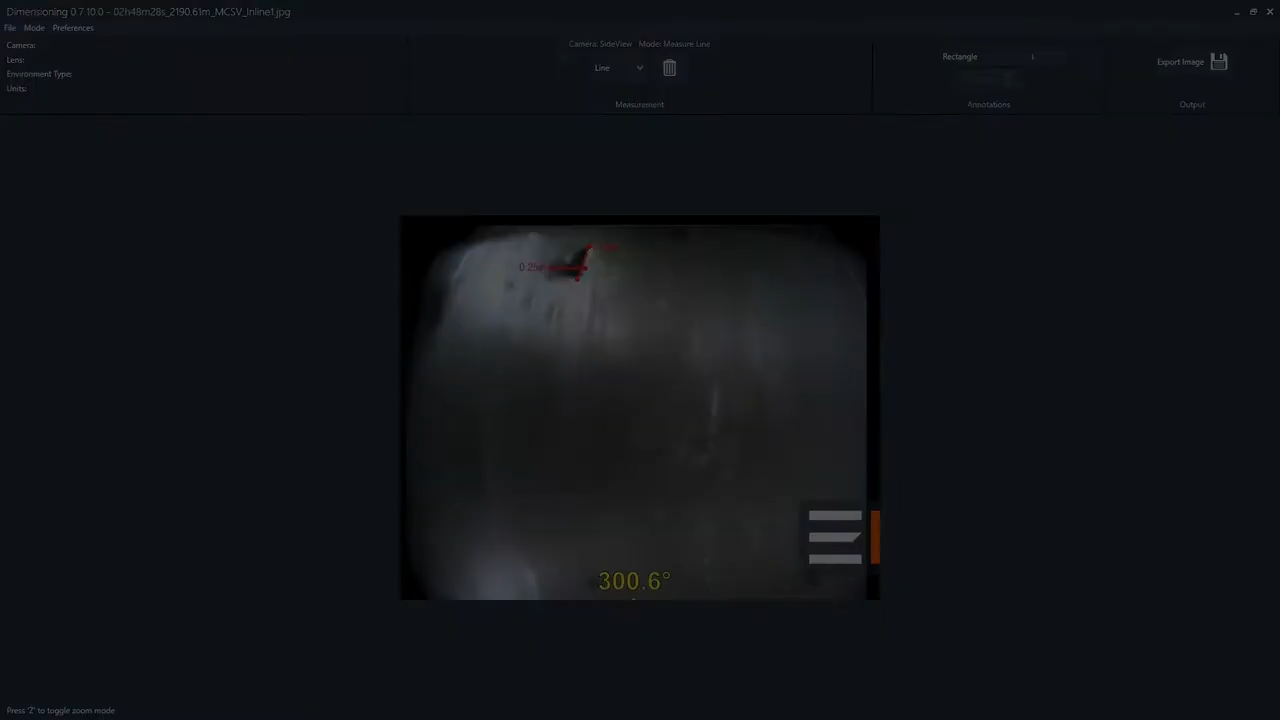 Dimensioning 0.7.10.0 - 02h48m28s_2190.61m_MCSV_Inline1.jpg
File Mode Preferences
Camera:
Lens:
Environment Type:
Units:
Camera: SideView Mode: Measure Line
Line
Measurement
Rectangle
Annotations
Export Image
Output
300.6°
Press 'Z' to toggle zoom mode